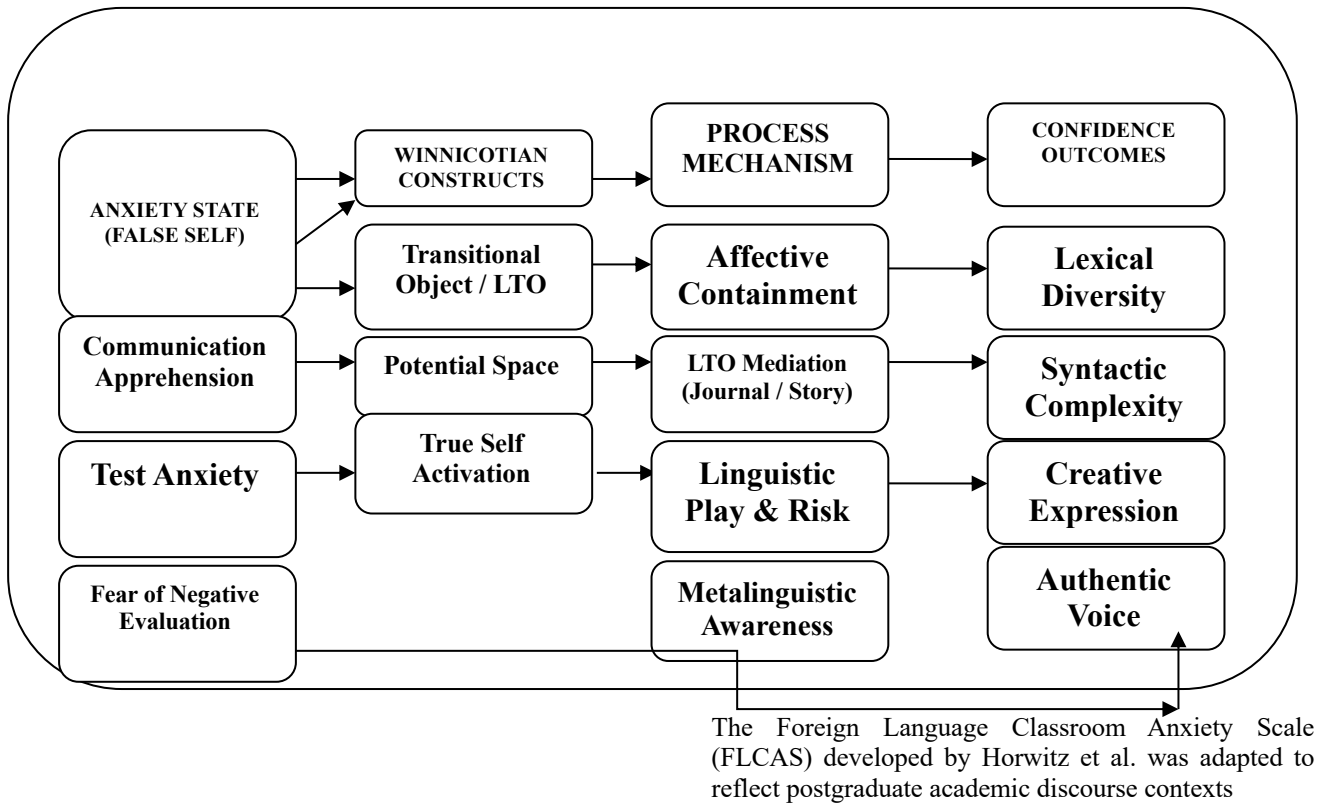 ANXIETY STATE
(FALSE SELF)
Communication
Apprehension
Test Anxiety
Fear of Negative
Evaluation
WINNICOTIAN
CONSTRUCTS
Transitional
Object / LTO
Potential Space
True Self
Activation
PROCESS
MECHANISM
Affective
Containment
LTO Mediation
(Journal / Story)
Linguistic
Play & Risk
Metalinguistic
Awareness
CONFIDENCE
OUTCOMES
Lexical
Diversity
Syntactic
Complexity
Creative
Expression
Authentic
Voice
The Foreign Language Classroom Anxiety Scale
(FLCAS) developed by Horwitz et al. was adapted to
reflect postgraduate academic discourse contexts